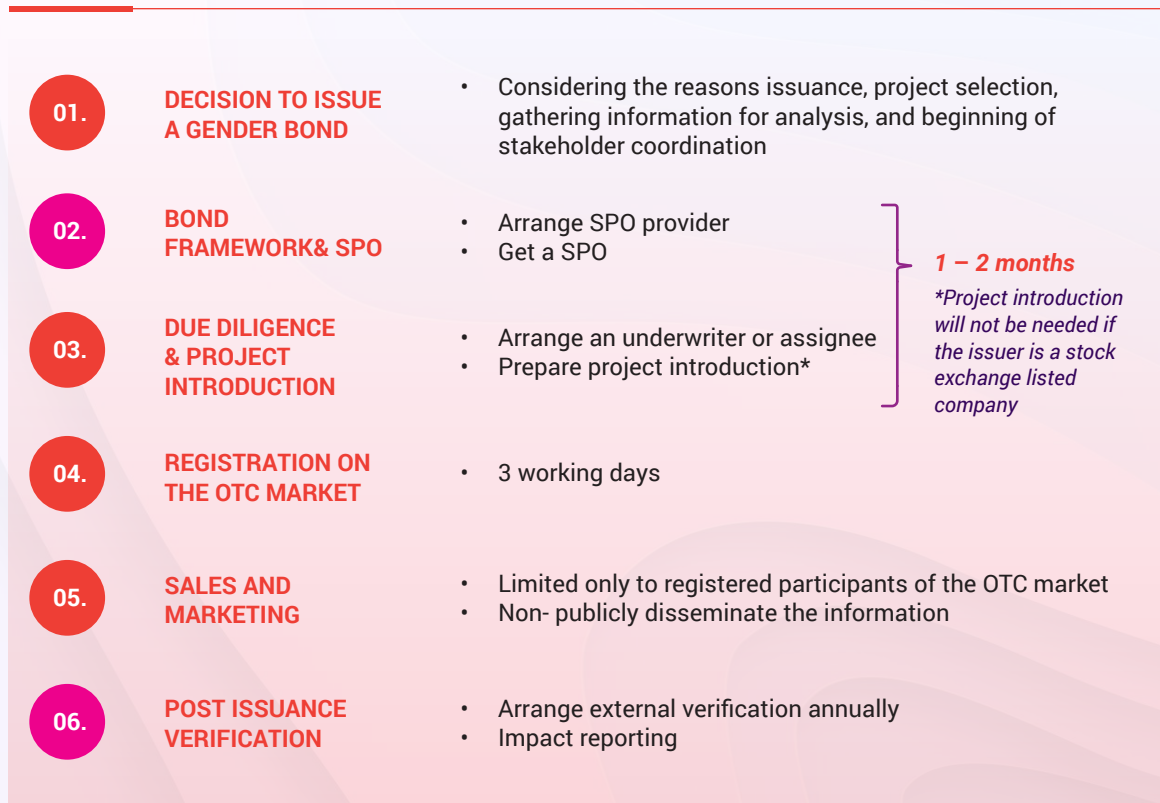 01.
DECISION TO ISSUE
A GENDER BOND
• Considering the reasons issuance, project selection,
gathering information for analysis, and beginning of
stakeholder coordination
02.
BOND
FRAMEWORK& SPO
• Arrange SPO provider
• Get a SPO
03.
DUE DILIGENCE
& PROJECT
INTRODUCTION
• Arrange an underwriter or assignee
• Prepare project introduction*
1 – 2 months
*Project introduction
will not be needed if
the issuer is a stock
exchange listed
company
04.
REGISTRATION ON
THE OTC MARKET
• 3 working days
05.
SALES AND
MARKETING
• Limited only to registered participants of the OTC market
• Non- publicly disseminate the information
06.
POST ISSUANCE
VERIFICATION
• Arrange external verification annually
• Impact reporting